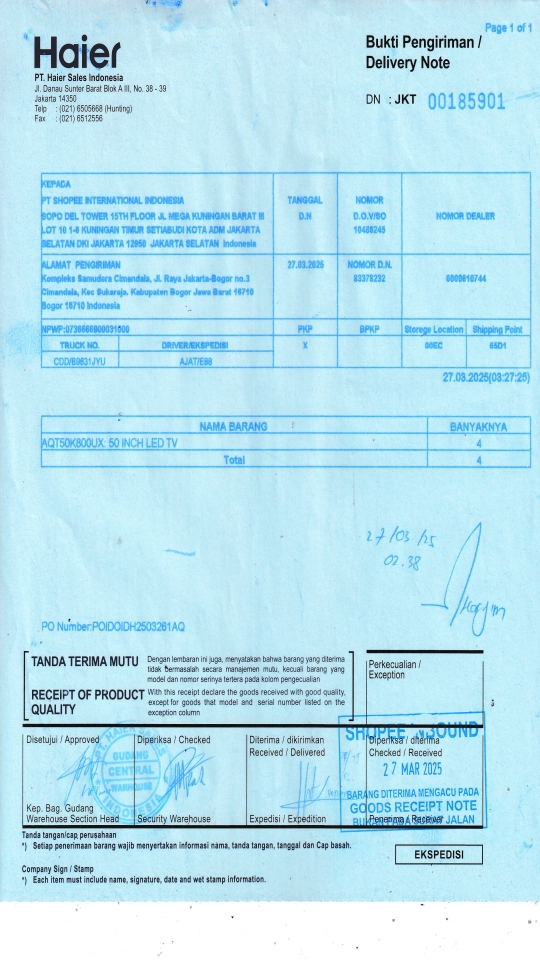 Page 1 of 1
Haier
Bukti Pengiriman /
Delivery Note
PT. Haier Sales Indonesia
Jl. Danau Sunter Barat Blok A III, No. 38 - 39
Jakarta 14350
Telp : (021) 6505668 (Hunting)
Fax : (021) 6512556
DN : JKT 00185901
KEPADA
PT SHOPEE INTERNATIONAL INDONESIA
SOPO DEL TOWER 15TH FLOOR JL MEGA KUNINGAN BARAT III
LOT 10 1-6 KUNINGAN TIMUR SETIABUDI KOTA ADM JAKARTA
SELATAN DKI JAKARTA 12950 JAKARTA SELATAN Indonesia
TANGGAL
D.N
NOMOR
D.O.V/SO
10436245
NOMOR DEALER
ALAMAT PENGIRIMAN
Kompleks Samudera Cimandala, Jl. Raya Jakarta-Bogor no.3
Cimandala, Kec Sukaraja. Kabupaten Bogor Jawa Barat 16710
Bogor 16710 Indonesia
27.03.2025
NOMOR D.N.
83378232
PKP
BPKP
Storege Location
Shipping Point
TRUCK NO.
DRIVER/EKSPEDISI
X
CDD/B9631JYU
27.03.2025(03:27:25)
NAMA BARANG
BANYAKNYA
AQT50K800UX: 50 INCH LED TV
4
Total
4
27/03/25
02.38
PO Number:POIDOIDH2503261AQ
TANDA TERIMA MUTU
Dengan lembaran ini juga, menyatakan bahwa barang yang diterima
tidak bermasalah secara manajemen mutu, kecuali barang yang
model dan nomor serinya tertera pada kolom pengecualian
RECEIPT OF PRODUCT
QUALITY
With this receipt declare the goods received with good quality,
except for goods that model and serial number listed on the
exception column
Perkecualian /
Exception
Disetujui / Approved
Diperiksa / Checked
Diterima / dikirimkan
Received / Delivered
Diperiksa / diterima
Checked / Received
GUDANG
CENTRAL
WAREHOUSE
INDONESIA
SHOPEE INBOUND
27 MAR 2025
BARANG DITERIMA MENGACU PADA
GOODS RECEIPT NOTE
BUKAN PADA SURAT JALAN
Kep. Bag. Gudang
Warehouse Section Head
Security Warehouse
Expedisi / Expedition
Penerima / Receiver
Tanda tangan/cap perusahaan
*) Setiap penerimaan barang wajib menyertakan informasi nama, tanda tangan, tanggal dan Cap basah.
EKSPEDISI
Company Sign / Stamp
*) Each item must include name, signature, date and wet stamp information.